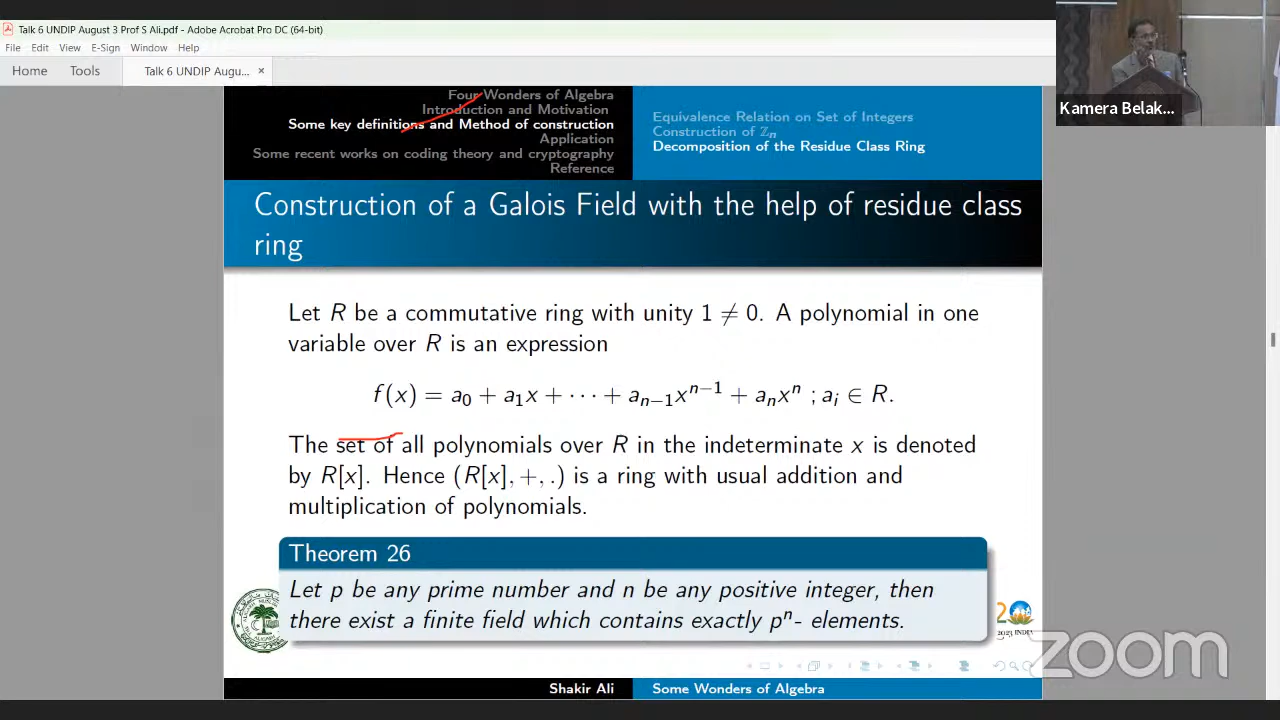 Talk 6 UNDIP August 3 Prof S Ali.pdf - Adobe Acrobat Pro DC (64-bit)
File Edit View E-Sign Window Help
Home Tools Talk 6 UNDIP Augu... ×
Kamera Belak...
Four Wonders of Algebra
Introduction and Motivation
Some key definitions and Method of construction
Application
Some recent works on coding theory and cryptography
Reference
Equivalence Relation on Set of Integers
Construction of ℤn
Decomposition of the Residue Class Ring
Construction of a Galois Field with the help of residue class
ring
Let R be a commutative ring with unity 1 ≠ 0. A polynomial in one
variable over R is an expression
f(x) = a₀ + a₁x + ··· + aₙ₋₁xⁿ⁻¹ + aₙxⁿ ; aᵢ ∈ R.
The set of all polynomials over R in the indeterminate x is denoted
by R[x]. Hence (R[x], +, .) is a ring with usual addition and
multiplication of polynomials.
Theorem 26
Let p be any prime number and n be any positive integer, then
there exist a finite field which contains exactly pⁿ- elements.
2023 INDIA
zoom
Shakir Ali Some Wonders of Algebra